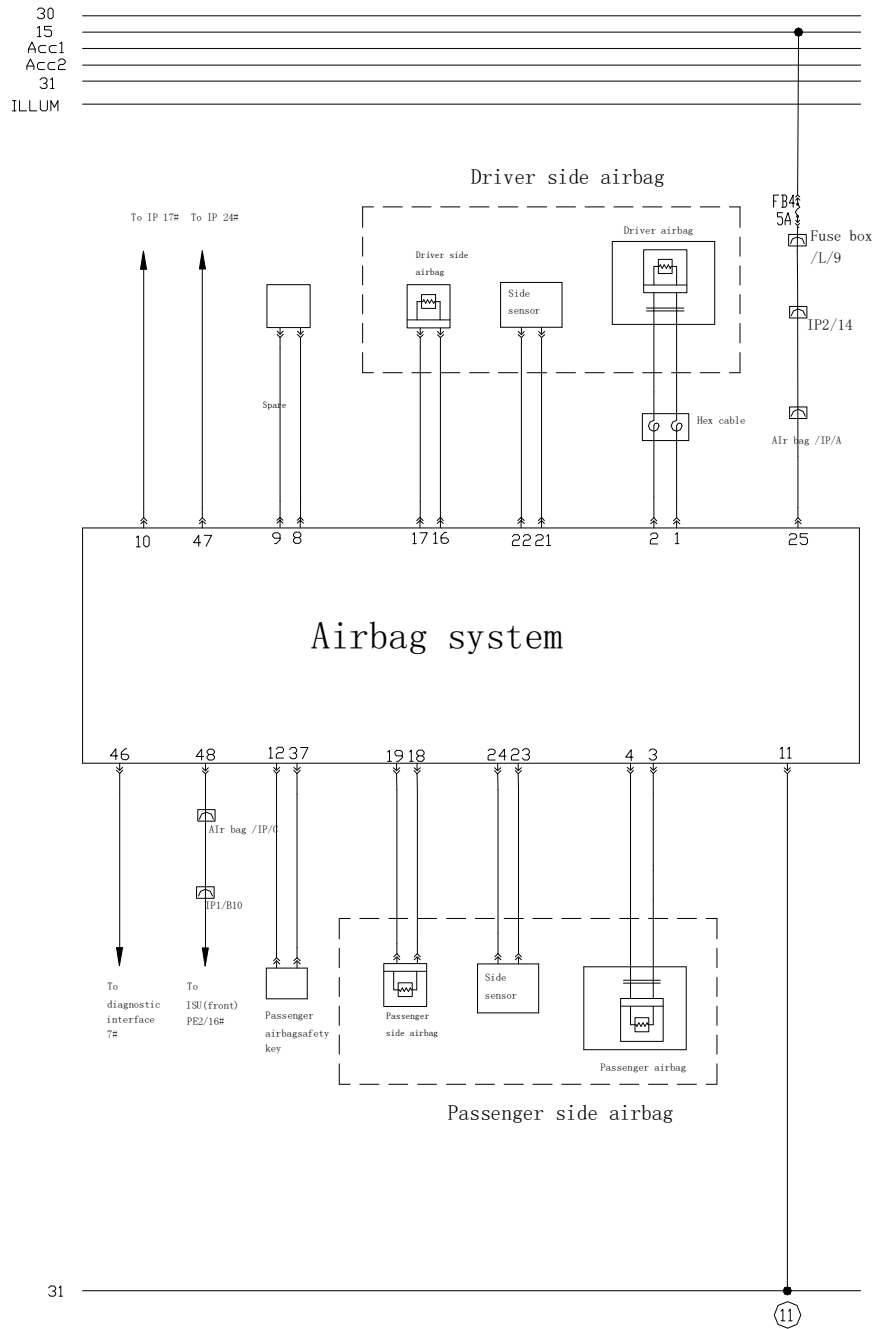 30
15
Acc1
Acc2
31
ILLUM
Driver side airbag
To IP 17#
To IP 24#
FB4
5A
Fuse box
/L/9
Driver side
airbag
Side
sensor
Driver airbag
IP2/14
Spare
Hex cable
AIr bag /IP/A
10
47
9
8
17
16
22
21
2
1
25
Airbag system
46
48
12
37
19
18
24
23
4
3
11
AIr bag /IP/C
IP1/B10
To
diagnostic
interface
7#
To
ISU(front)
PE2/16#
Passenger
airbagsafety
key
Passenger
side airbag
Side
sensor
Passenger airbag
Passenger side airbag
31
11